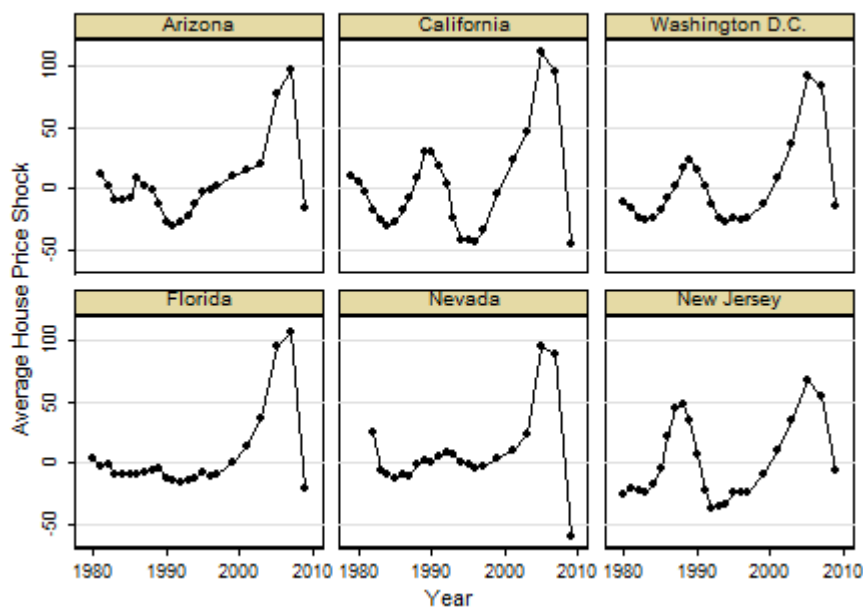 Arizona California Washington D.C.
100
50
0
-50
Florida Nevada New Jersey
100
50
0
-50
Average House Price Shock
1980 1990 2000 2010 1980 1990 2000 2010 1980 1990 2000 2010
Year